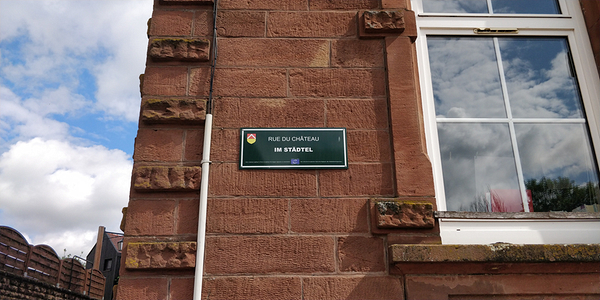 RUE DU CHÂTEAU
IM STÄDTEL